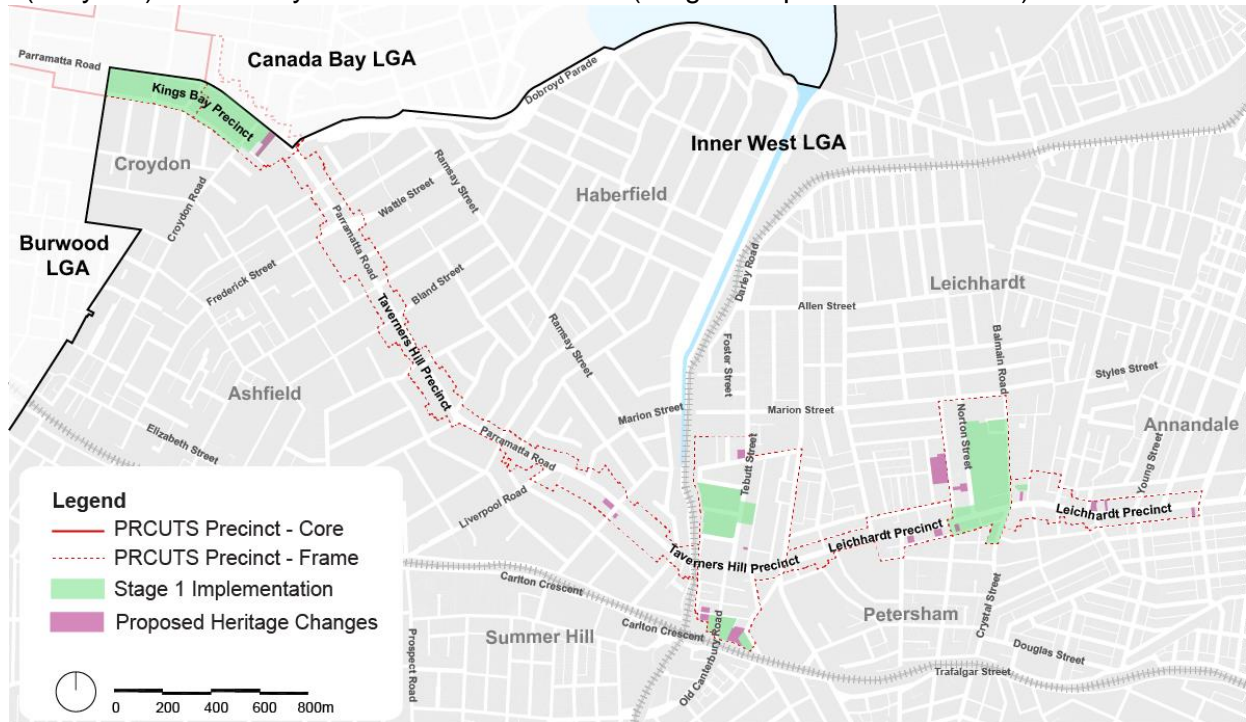 Parramatta Road
Canada Bay LGA
Kings Bay Precinct
Dobroyd Parade
Inner West LGA
Croydon
Ramsay Street
Haberfield
Wattle Street
Croydon Road
Parramatta Road
Burwood
LGA
Darley Road
Frederick Street
Bland Street
Leichhardt
Allen Street
Taverners Hill Precinct
Ramsay Street
Foster Street
Balmain Road
Styles Street
Ashfield
Marion Street
Marion Street
Norton Street
Annandale
Elizabeth Street
Parramatta Road
Tebutt Street
Young Street
Liverpool Road
Leichhardt Precinct
Leichhardt Precinct
Taverners Hill Precinct
Carlton Crescent
Petersham
Crystal Street
Summer Hill
Carlton Crescent
Prospect Road
Old Canterbury Road
Douglas Street
Trafalgar Street
Legend
PRCUTS Precinct - Core
PRCUTS Precinct - Frame
Stage 1 Implementation
Proposed Heritage Changes
0 200 400 600 800m